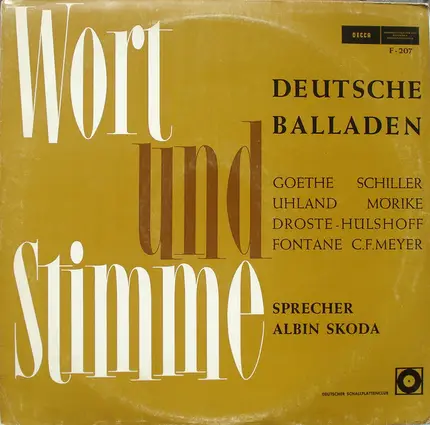 Wort
und
Stimme
DECCA
F-207
DEUTSCHE
BALLADEN
GOETHE SCHILLER
UHLAND MÖRIKE
DROSTE-HÜLSHOFF
FONTANE C.F.MEYER
SPRECHER
ALBIN SKODA
DEUTSCHER SCHALLPLATTENCLUB